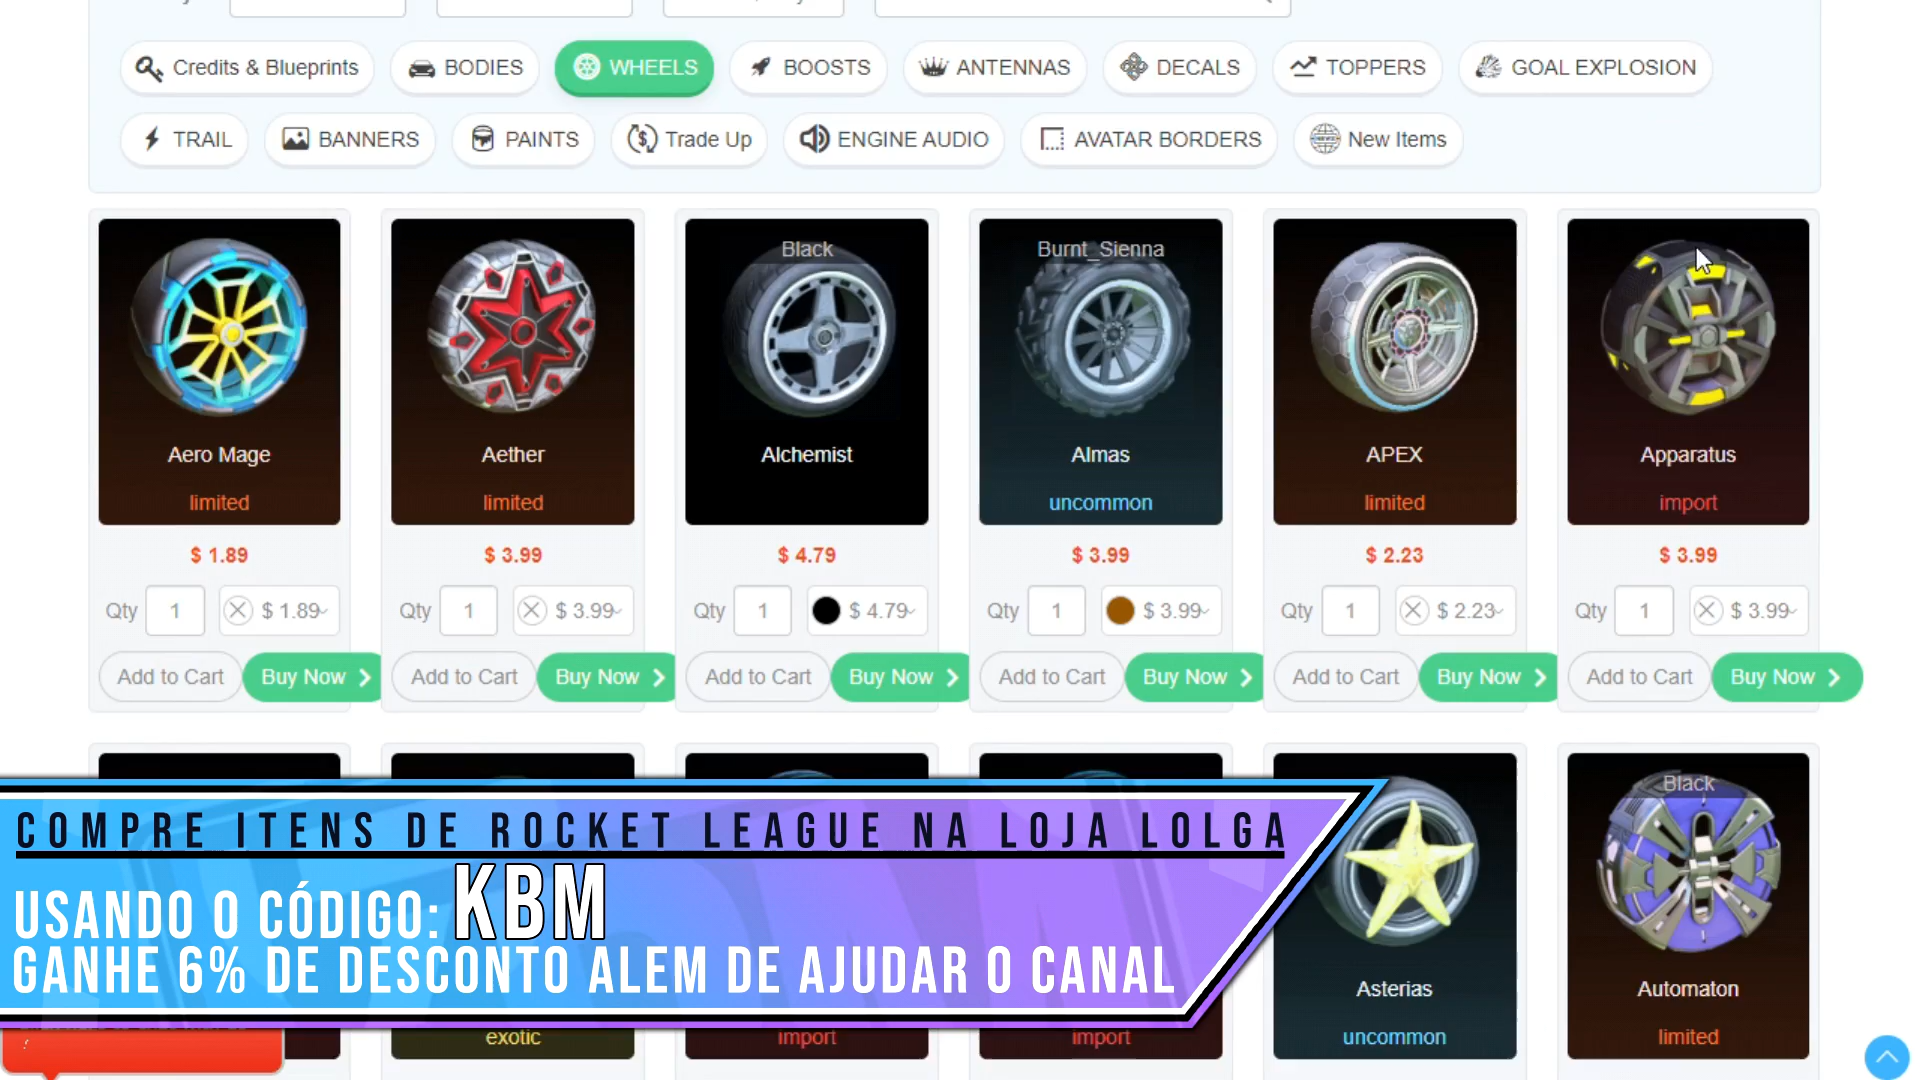 Credits & Blueprints BODIES WHEELS BOOSTS ANTENNAS DECALS TOPPERS GOAL EXPLOSION
TRAIL BANNERS PAINTS Trade Up ENGINE AUDIO AVATAR BORDERS New Items
Black Burnt_Sienna
Aero Mage Aether Alchemist Almas APEX Apparatus
limited limited uncommon limited import
$ 1.89 $ 3.99 $ 4.79 $ 3.99 $ 2.23 $ 3.99
Qty 1 $ 1.89 Qty 1 $ 3.99 Qty 1 $ 4.79 Qty 1 $ 3.99 Qty 1 $ 2.23 Qty 1 $ 3.99
Add to Cart Buy Now Add to Cart Buy Now Add to Cart Buy Now Add to Cart Buy Now Add to Cart Buy Now Add to Cart Buy Now
Black
COMPRE ITENS DE ROCKET LEAGUE NA LOJA LOLGA
USANDO O CÓDIGO: KBM
GANHE 6% DE DESCONTO ALEM DE AJUDAR O CANAL
Asterias Automaton
exotic import import uncommon limited